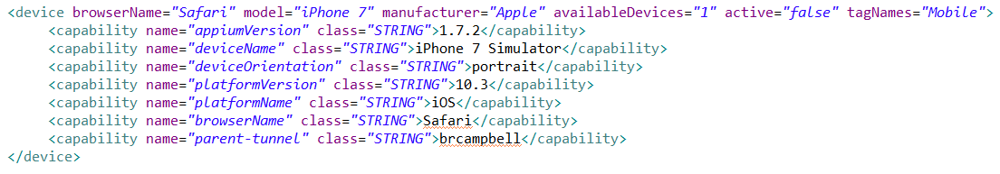 <device browserName="Safari" model="iPhone 7" manufacturer="Apple" availableDevices="1" active="false" tagNames="Mobile">
<capability name="appiumVersion" class="STRING">1.7.2</capability>
<capability name="deviceName" class="STRING">iPhone 7 Simulator</capability>
<capability name="deviceOrientation" class="STRING">portrait</capability>
<capability name="platformVersion" class="STRING">10.3</capability>
<capability name="platformName" class="STRING">iOS</capability>
<capability name="browserName" class="STRING">Safari</capability>
<capability name="parent-tunnel" class="STRING">brcampbell</capability>
</device>